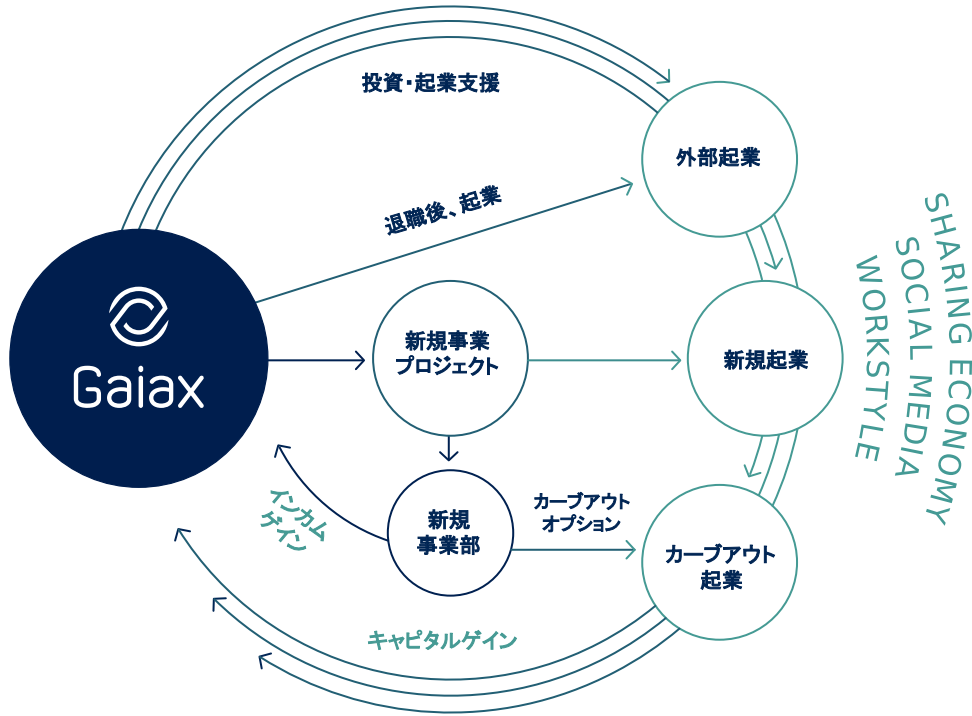 投資・起業支援
外部起業
退職後、起業
Gaiax
新規事業
プロジェクト
新規起業
インカム
ゲイン
新規
事業部
カーブアウト
オプション
カーブアウト
起業
キャピタルゲイン
SHARING ECONOMY
SOCIAL MEDIA
WORKSTYLE